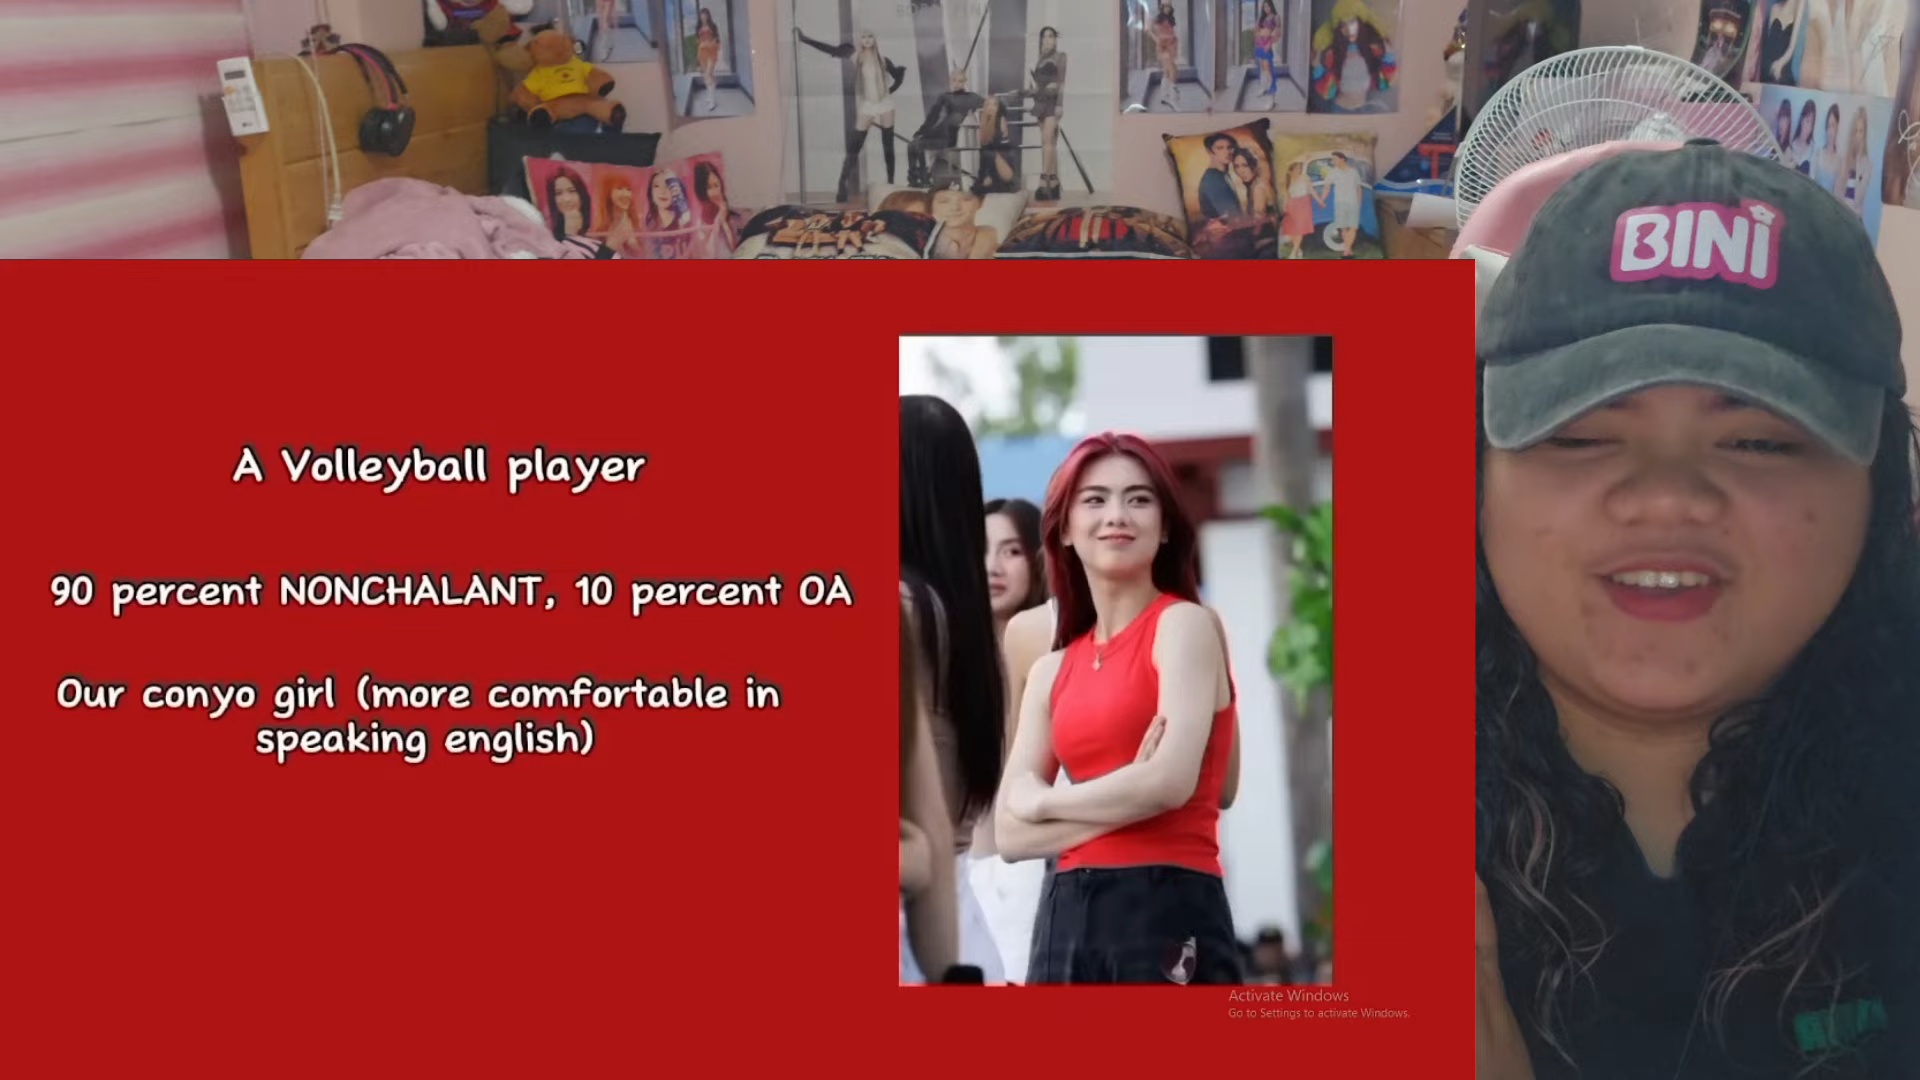 BINI
A Volleyball player
90 percent NONCHALANT, 10 percent OA
Our conyo girl (more comfortable in
speaking english)
Activate Windows
Go to Settings to activate Windows.